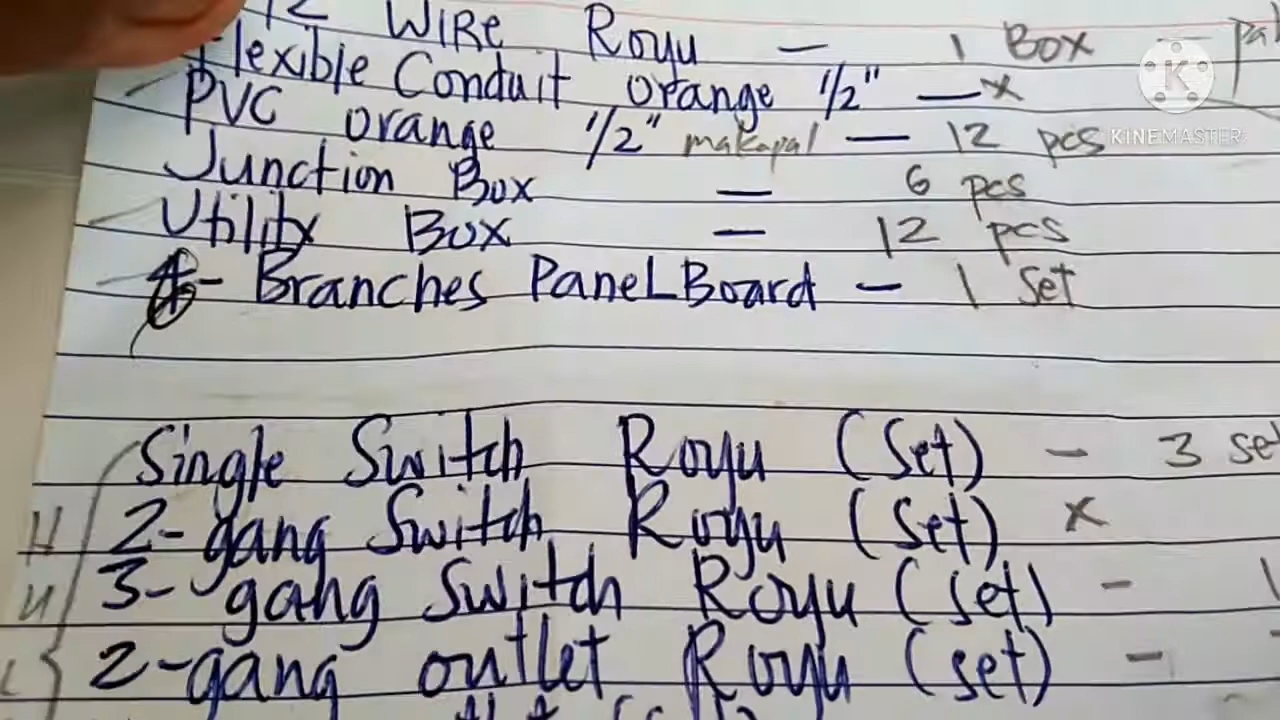 12 WIRE Royu — 1 Box —
Flexible Conduit orange 1/2" — x
PVC orange 1/2" makapal — 12 pcs
Junction Box — 6 pcs
Utility Box — 12 pcs
- Branches Panel Board — 1 Set
Single Switch Royu (Set) - 3 set
2-gang Switch Royu (Set) x
3-gang Switch Royu (Set) - 1
2-gang outlet Royu (set) -
KINEMASTER